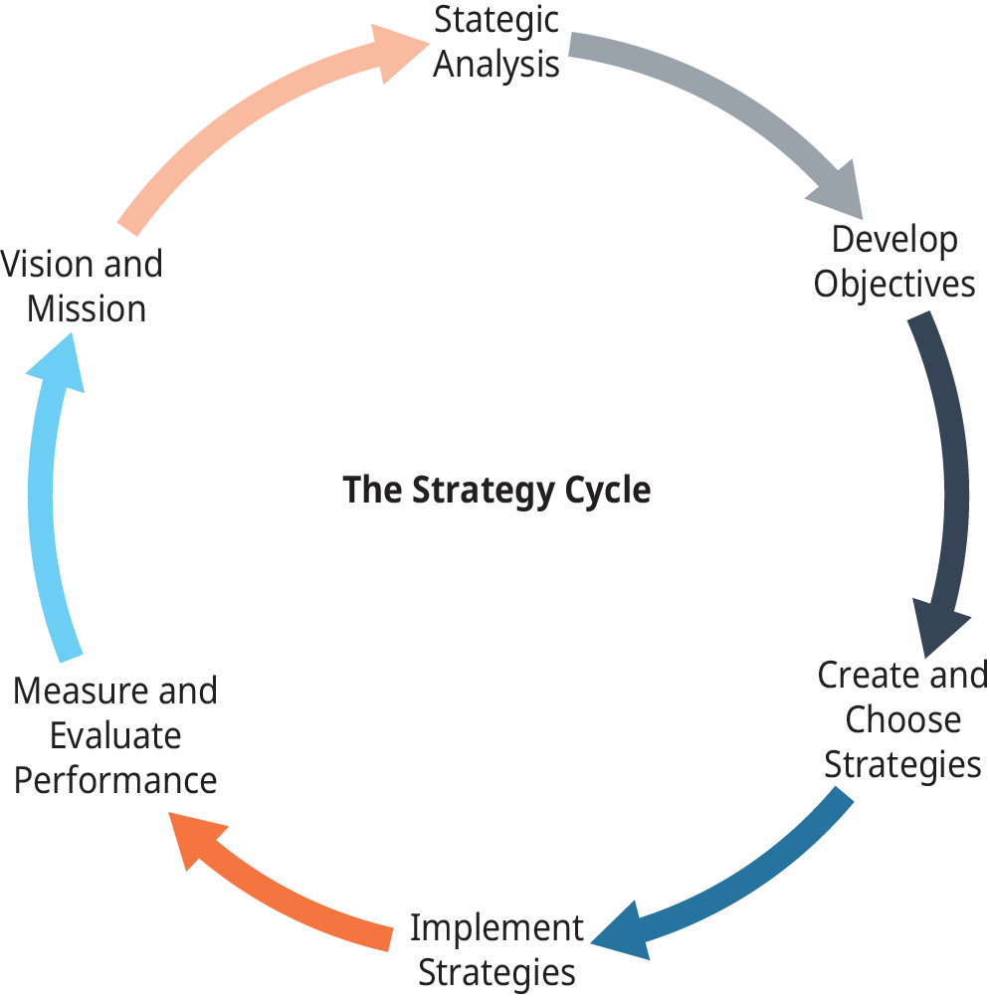 Stategic
Analysis
Develop
Objectives
Vision and
Mission
The Strategy Cycle
Create and
Choose
Strategies
Measure and
Evaluate
Performance
Implement
Strategies